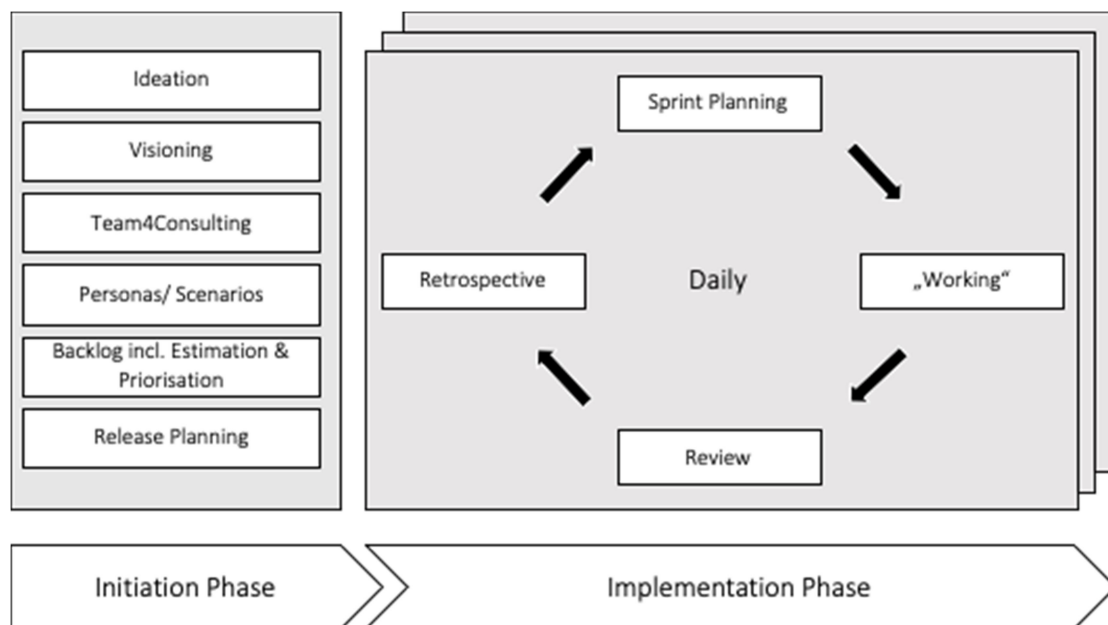 Ideation
Visioning
Team4Consulting
Personas/ Scenarios
Backlog incl. Estimation &
Priorisation
Release Planning
Sprint Planning
Retrospective
Daily
„Working“
Review
Initiation Phase
Implementation Phase